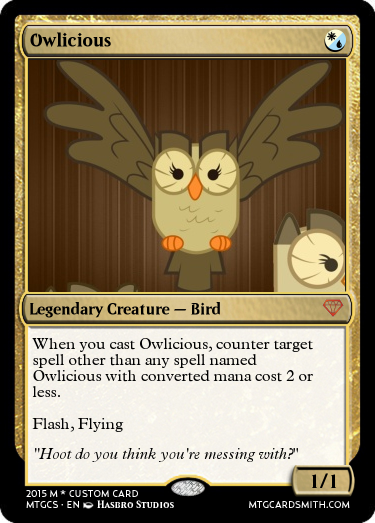 Owlicious
Legendary Creature — Bird
When you cast Owlicious, counter target
spell other than any spell named
Owlicious with converted mana cost 2 or
less.
Flash, Flying
"Hoot do you think you're messing with?"
1/1
2015 M * CUSTOM CARD
MTGCS · EN HASBRO STUDIOS
MTGCARDSMITH.COM